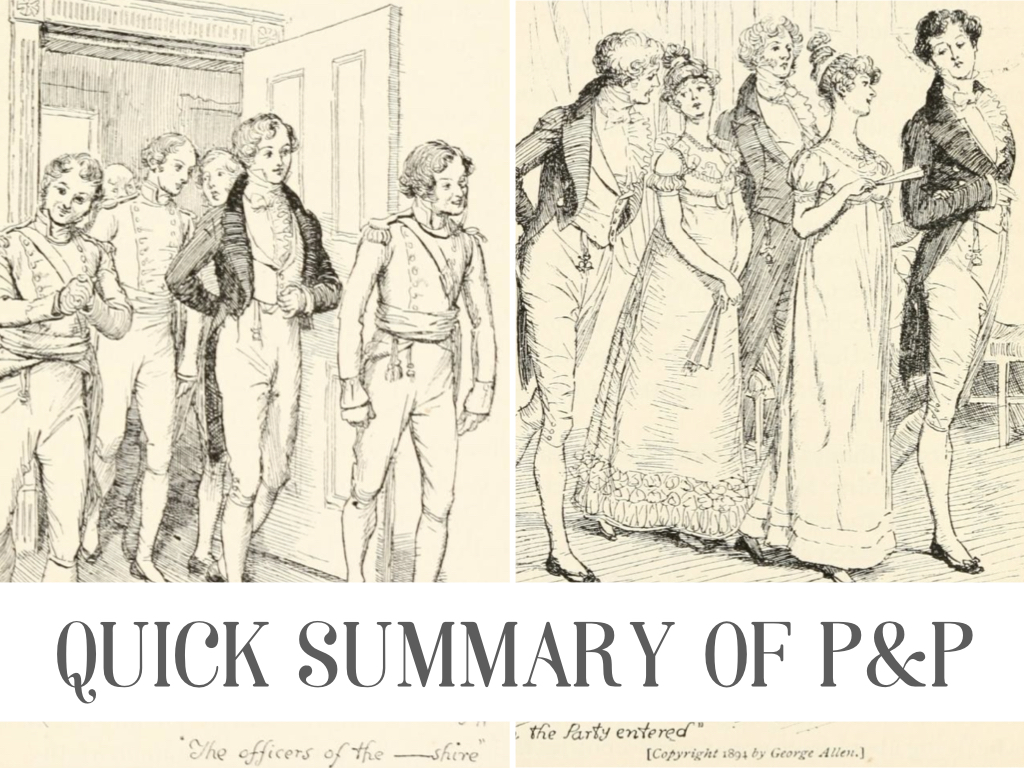 QUICK SUMMARY OF P&P
the Party entered"
"The officers of the —shire"
[Copyright 1894 by George Allen.]